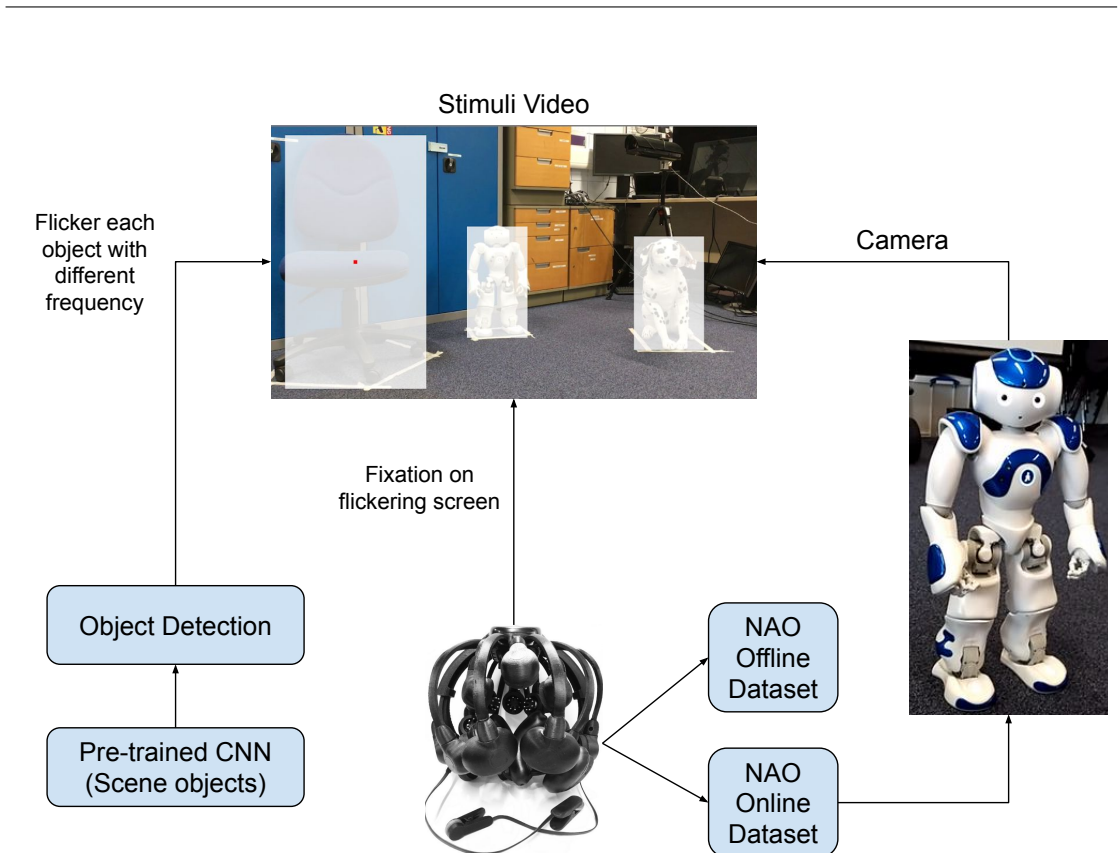 Stimuli Video
Flicker each
object with
different
frequency
Camera
Fixation on
flickering screen
Object Detection
Pre-trained CNN
(Scene objects)
NAO
Offline
Dataset
NAO
Online
Dataset